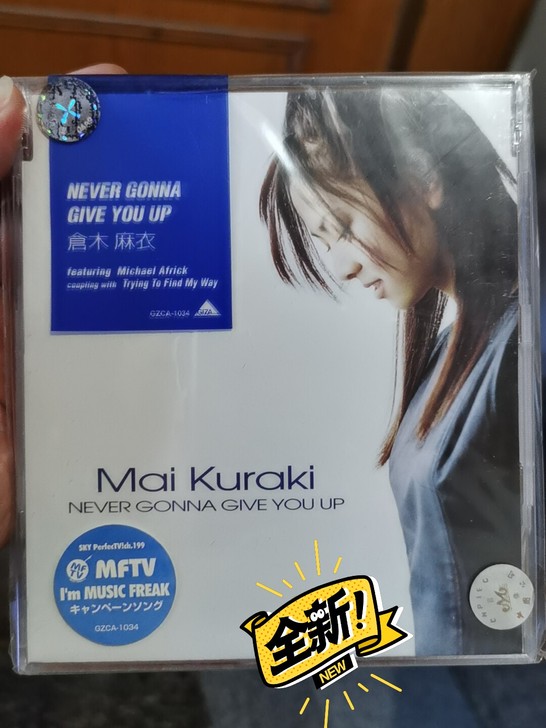 NEVER GONNA
GIVE YOU UP
倉木 麻衣
featuring Michael Africk
coupling with Trying To Find My Way
GZCA-1034
GIZA
Mai Kuraki
NEVER GONNA GIVE YOU UP
SKY PerfecTV!ch.199
MFTV
I'm MUSIC FREAK
キャンペーンソング
GZCA-1034
全新!
NEW